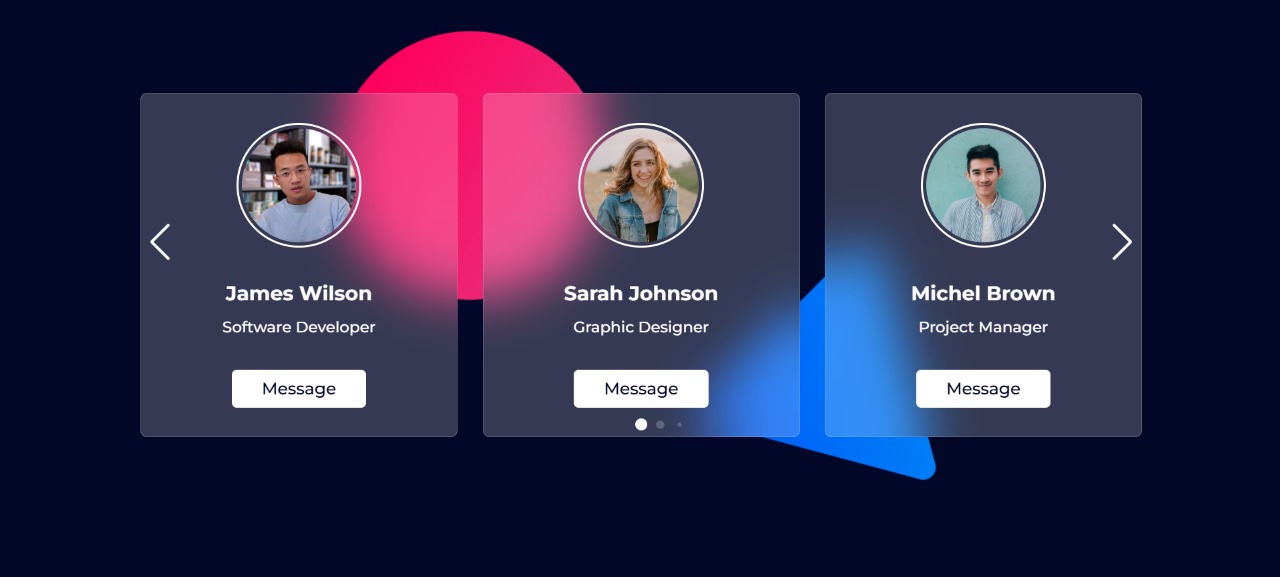 James Wilson
Software Developer
Message
Sarah Johnson
Graphic Designer
Message
Michel Brown
Project Manager
Message